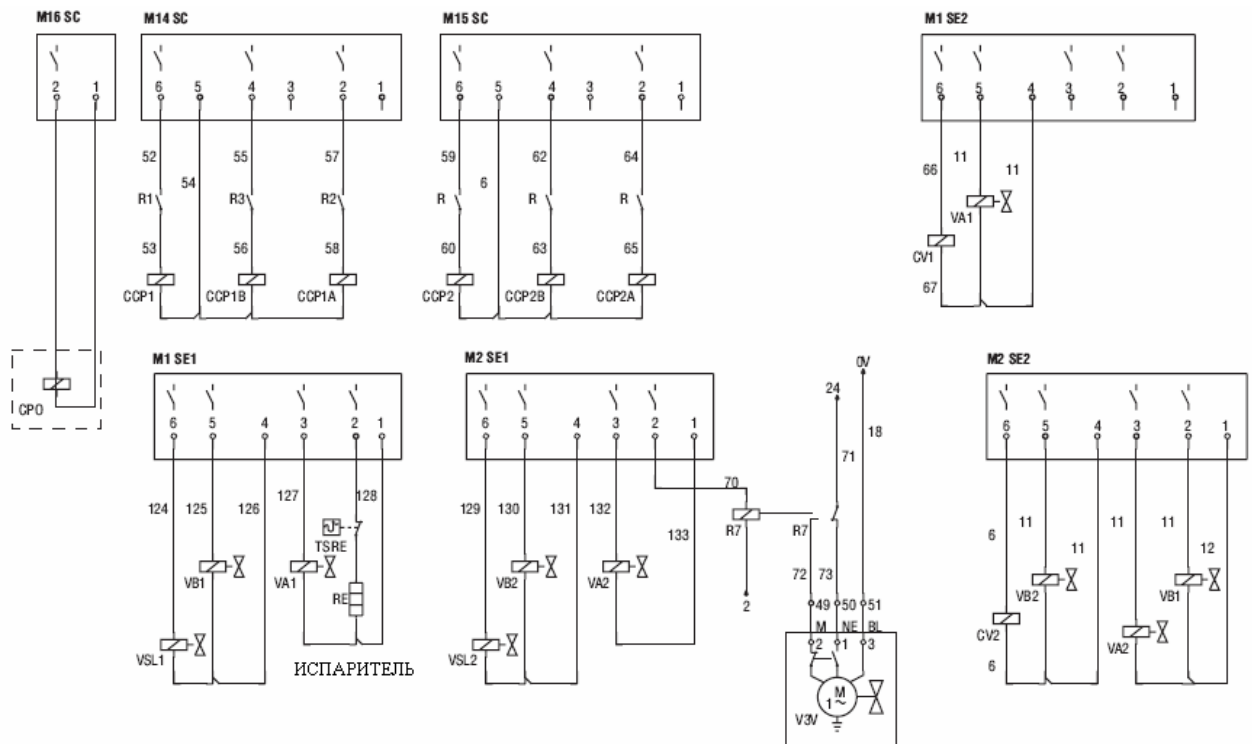 M16 SC
M14 SC
M15 SC
M1 SE2
2 1
6 5 4 3 2 1
6 5 4 3 2 1
6 5 4 3 2 1
52 55 57
54
59 62 64
6
66 11 11
R1 R3 R2
R R R
VA1
53 56 58
60 63 65
CV1
CCP1 CCP1B CCP1A
CCP2 CCP2B CCP2A
67
M1 SE1
M2 SE1
0V
M2 SE2
24
CPO
6 5 4 3 2 1
6 5 4 3 2 1
18
6 5 4 3 2 1
71
70
124 125 126 127 128
129 130 131 132
133
R7 R7
6 11 11 11 11 12
TSRE
VB1 VA1
VB2 VA2
72 73
VB2 VB1
RE
2
49 50 51
CV2
VA2
M NE BL
VSL1
VSL2
2 1 3
6
ИСПАРИТЕЛЬ
M
1 ~
V3V